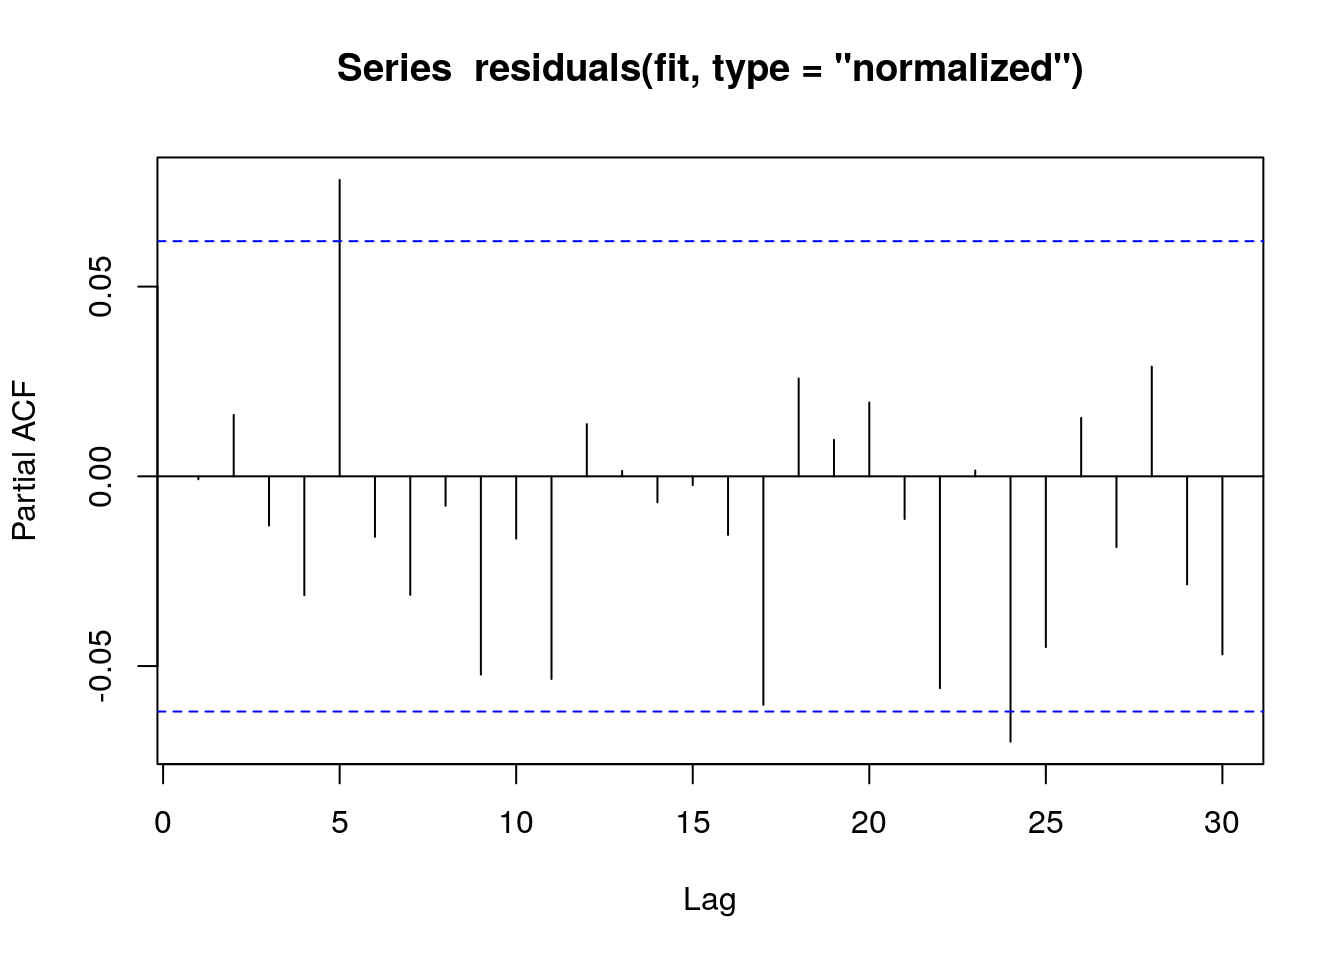 Series  residuals(fit, type = "normalized")
Partial ACF
0.05
0.00
-0.05
0 5 10 15 20 25 30
Lag